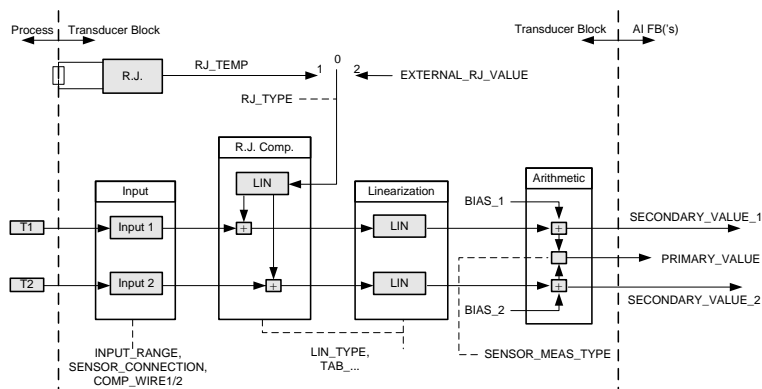 Process Transducer Block
Transducer Block AI FB('s)
R.J.
RJ_TEMP
1 0 2
EXTERNAL_RJ_VALUE
RJ_TYPE
R.J. Comp.
LIN
Input
Linearization
Arithmetic
BIAS_1
T1
Input 1
+
LIN
+
SECONDARY_VALUE_1
PRIMARY_VALUE
T2
Input 2
+
LIN
+
SECONDARY_VALUE_2
BIAS_2
INPUT_RANGE,
SENSOR_CONNECTION,
COMP_WIRE1/2
LIN_TYPE,
TAB_...
SENSOR_MEAS_TYPE